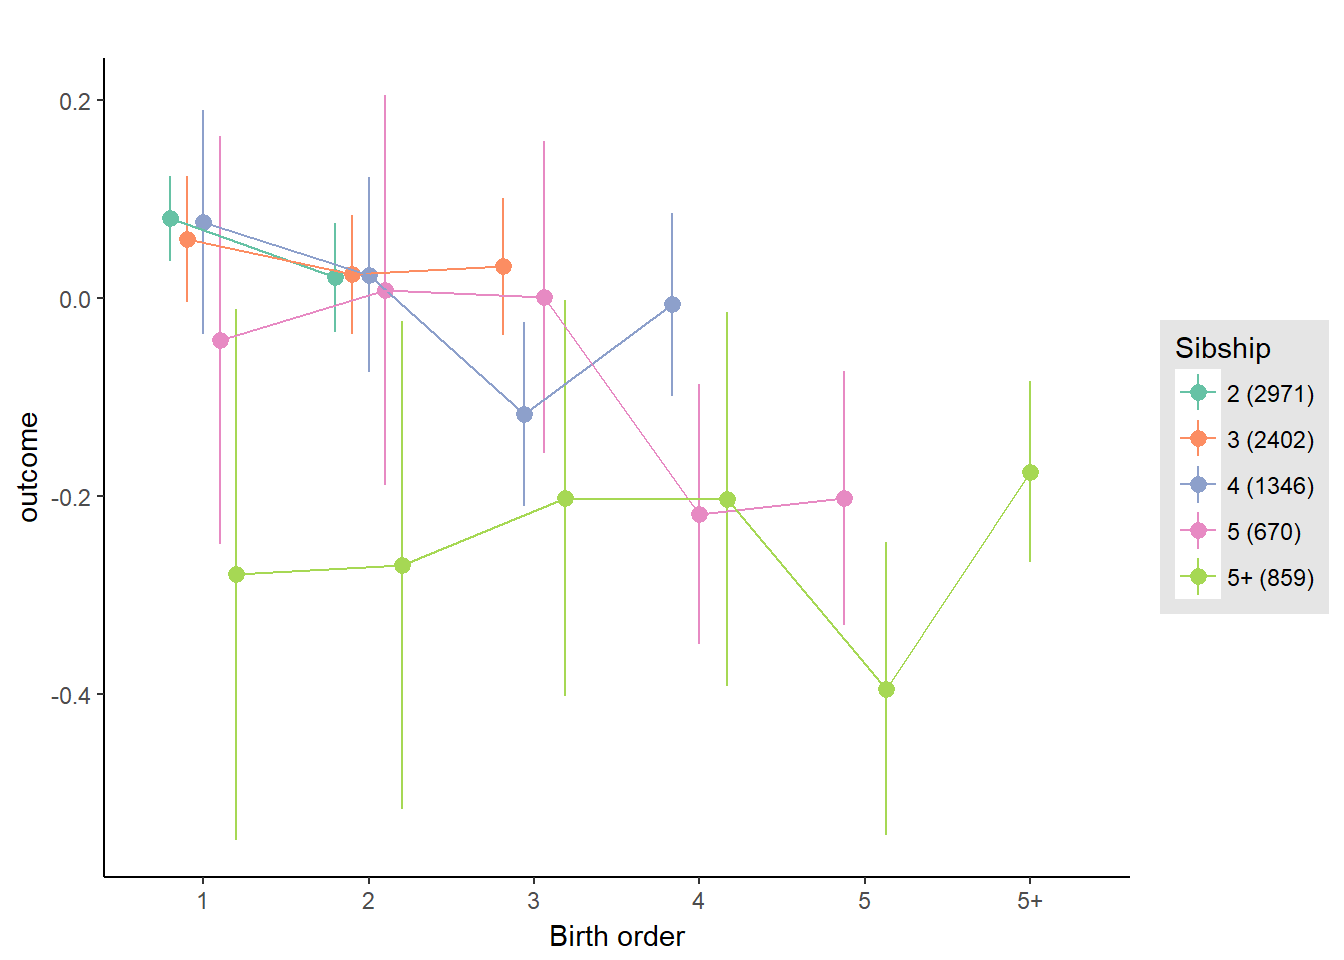 0.2
0.0
-0.2
-0.4
outcome
1 2 3 4 5 5+
Birth order
Sibship
2 (2971)
3 (2402)
4 (1346)
5 (670)
5+ (859)